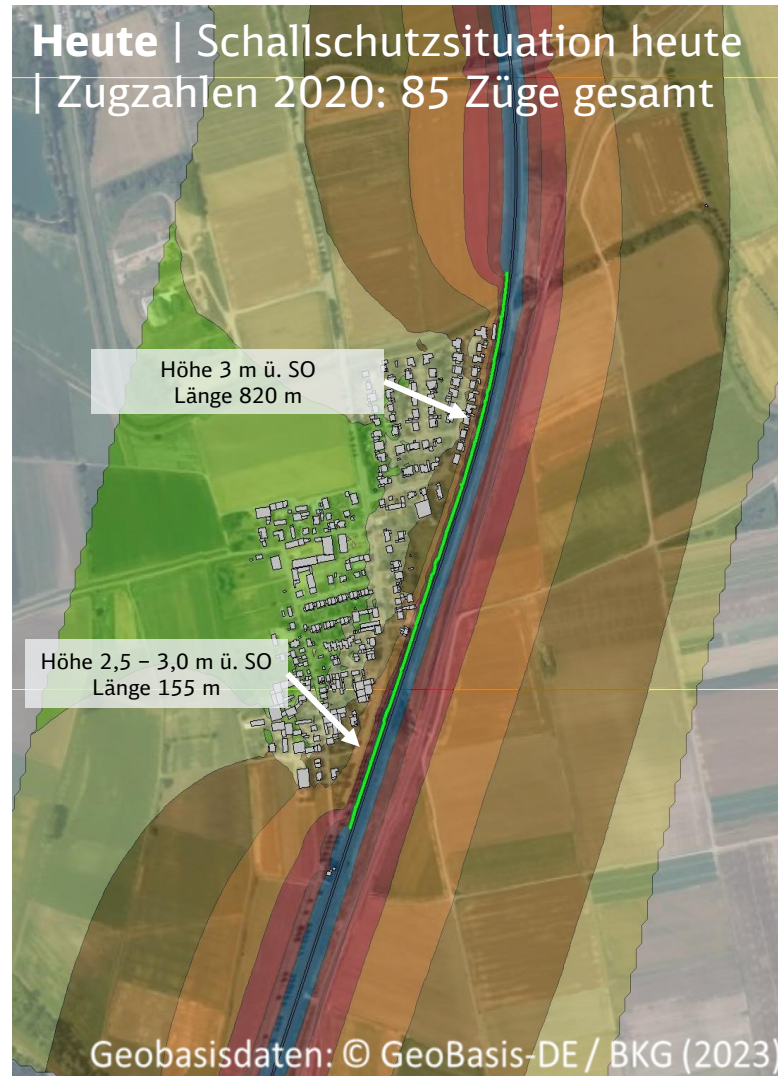 Heute | Schallschutzsituation heute
| Zugzahlen 2020: 85 Züge gesamt
Höhe 3 m ü. SO
Länge 820 m
Höhe 2,5 – 3,0 m ü. SO
Länge 155 m
Geobasisdaten: © GeoBasis-DE / BKG (2023)